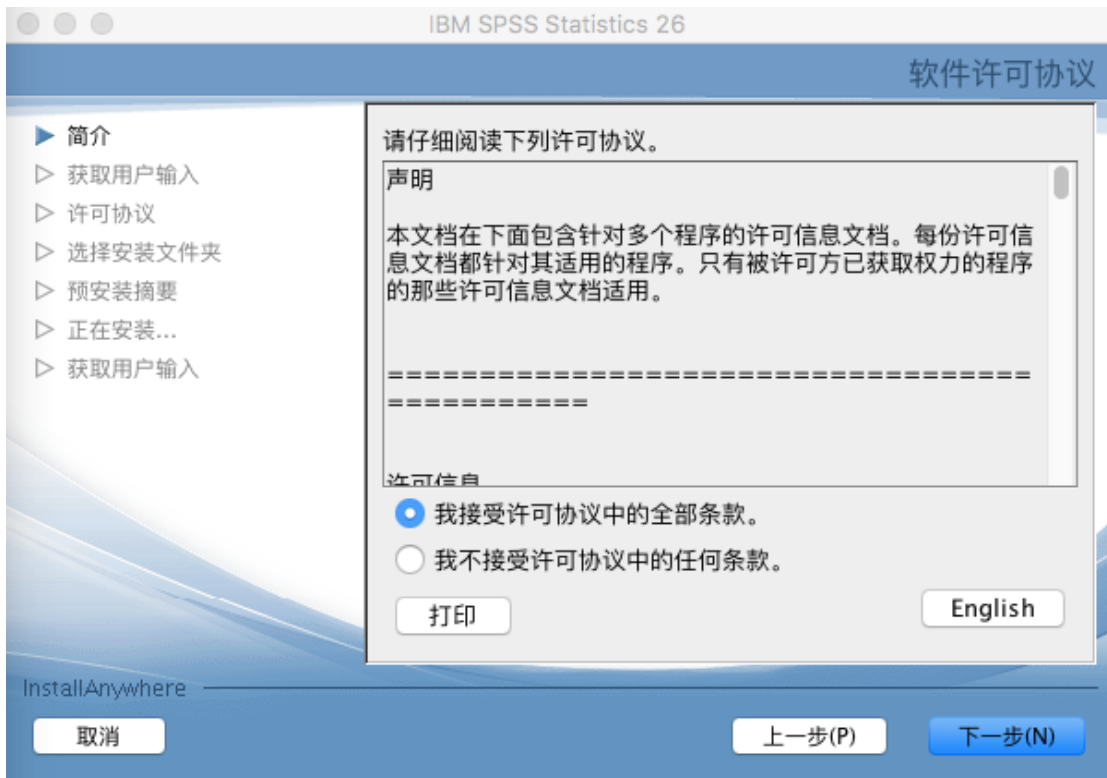 IBM SPSS Statistics 26
软件许可协议
简介
获取用户输入
许可协议
选择安装文件夹
预安装摘要
正在安装...
获取用户输入
请仔细阅读下列许可协议。
声明
本文档在下面包含针对多个程序的许可信息文档。每份许可信
息文档都针对其适用的程序。只有被许可方已获取权力的程序
的那些许可信息文档适用。
===================================
===========
许可信息
我接受许可协议中的全部条款。
我不接受许可协议中的任何条款。
打印
English
InstallAnywhere
取消
上一步(P)
下一步(N)